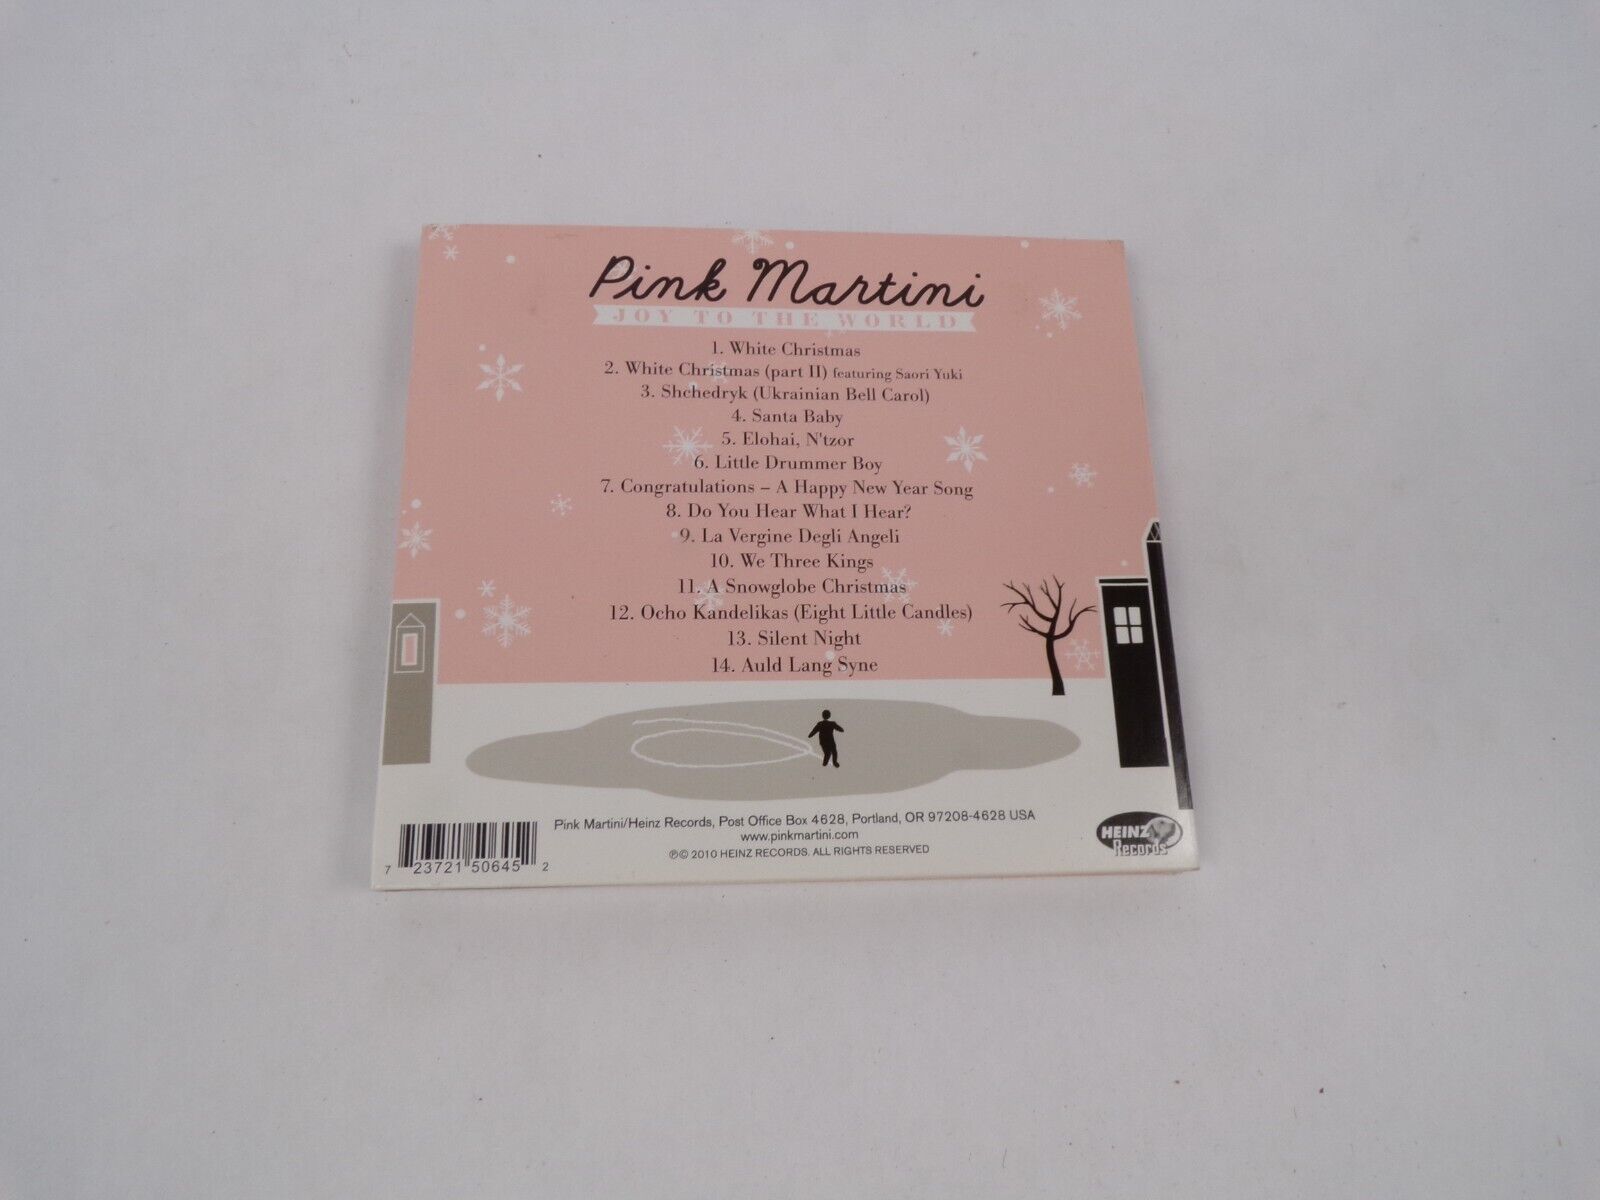 Pink Martini
JOY TO THE WORLD
1. White Christmas
2. White Christmas (part II) featuring Saori Yuki
3. Shchedryk (Ukrainian Bell Carol)
4. Santa Baby
5. Elohai, N'tzor
6. Little Drummer Boy
7. Congratulations – A Happy New Year Song
8. Do You Hear What I Hear?
9. La Vergine Degli Angeli
10. We Three Kings
11. A Snowglobe Christmas
12. Ocho Kandelikas (Eight Little Candles)
13. Silent Night
14. Auld Lang Syne
Pink Martini/Heinz Records, Post Office Box 4628, Portland, OR 97208-4628 USA
www.pinkmartini.com
℗© 2010 HEINZ RECORDS. ALL RIGHTS RESERVED
7 23721 50645 2
HEINZ
Records